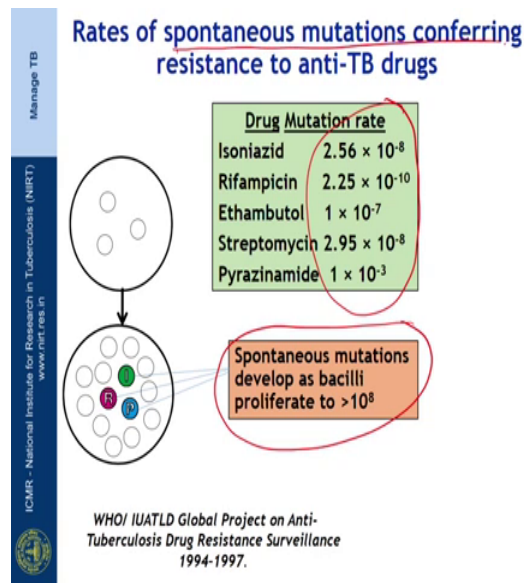 Rates of spontaneous mutations conferring
resistance to anti-TB drugs
Manage TB
ICMR - National Institute for Research in Tuberculosis (NIRT)
www.nirt.res.in
Drug Mutation rate
Isoniazid 2.56 × 10⁻⁸
Rifampicin 2.25 × 10⁻¹⁰
Ethambutol 1 × 10⁻⁷
Streptomycin 2.95 × 10⁻⁸
Pyrazinamide 1 × 10⁻³
R
P
Spontaneous mutations
develop as bacilli
proliferate to >10⁸
WHO/ IUATLD Global Project on Anti-
Tuberculosis Drug Resistance Surveillance
1994-1997.